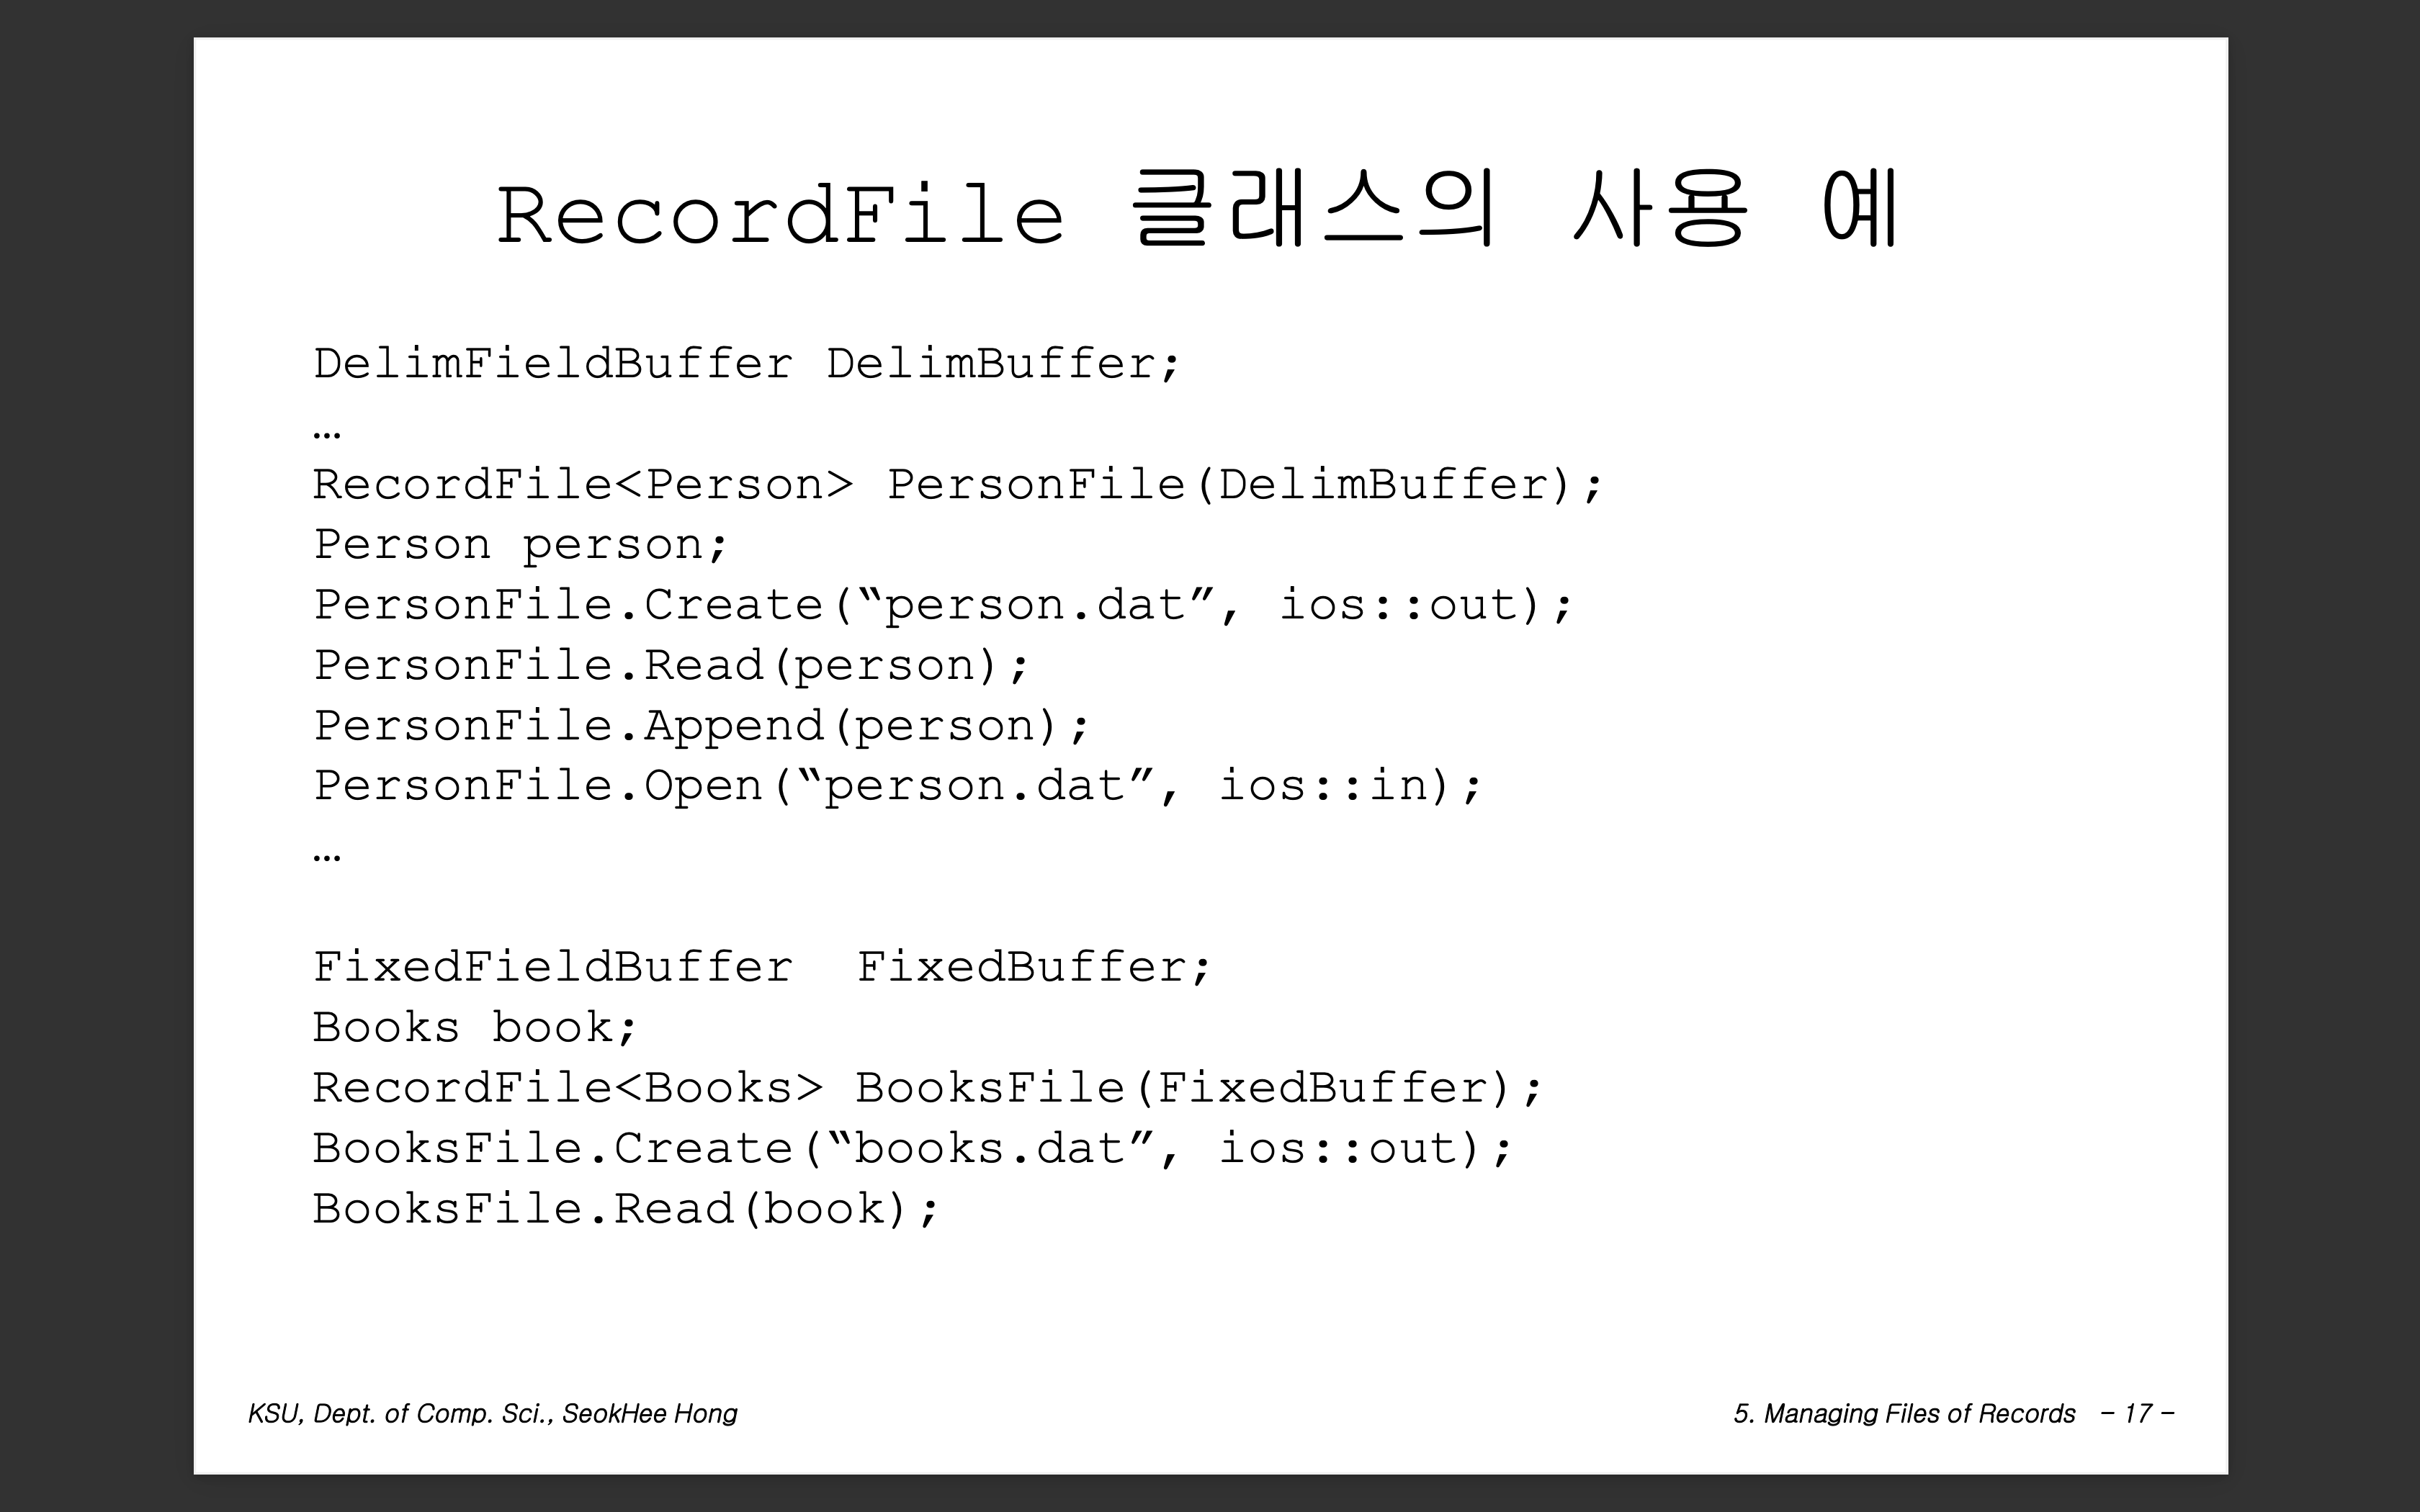 RecordFile 클래스의 사용 예
DelimFieldBuffer DelimBuffer;
…
RecordFile<Person> PersonFile(DelimBuffer);
Person person;
PersonFile.Create(“person.dat”, ios::out);
PersonFile.Read(person);
PersonFile.Append(person);
PersonFile.Open(“person.dat”, ios::in);
…
FixedFieldBuffer  FixedBuffer;
Books book;
RecordFile<Books> BooksFile(FixedBuffer);
BooksFile.Create(“books.dat”, ios::out);
BooksFile.Read(book);
KSU, Dept. of Comp. Sci., SeokHee Hong
5. Managing Files of Records – 17 –